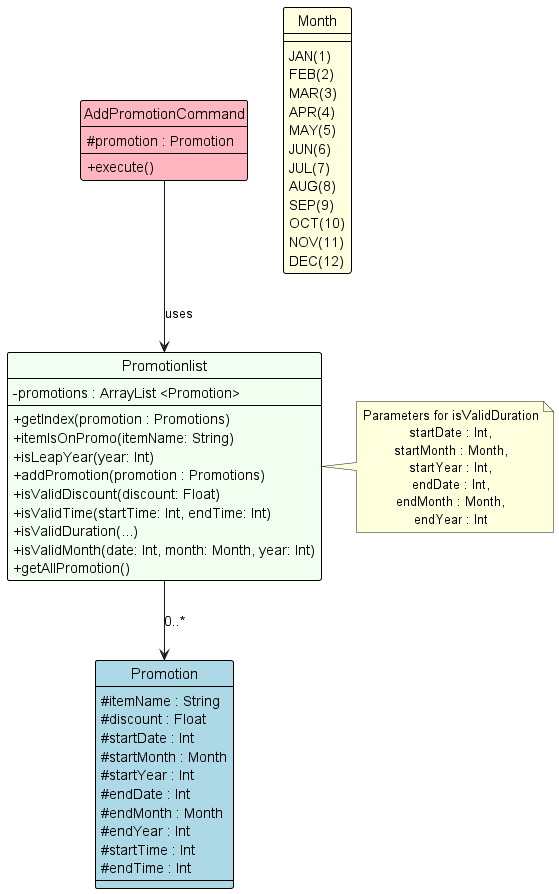 Month
JAN(1)
FEB(2)
MAR(3)
APR(4)
MAY(5)
JUN(6)
JUL(7)
AUG(8)
SEP(9)
OCT(10)
NOV(11)
DEC(12)
AddPromotionCommand
#promotion : Promotion
+execute()
uses
Promotionlist
-promotions : ArrayList <Promotion>
+getIndex(promotion : Promotions)
+itemIsOnPromo(itemName: String)
+isLeapYear(year: Int)
+addPromotion(promotion : Promotions)
+isValidDiscount(discount: Float)
+isValidTime(startTime: Int, endTime: Int)
+isValidDuration(...)
+isValidMonth(date: Int, month: Month, year: Int)
+getAllPromotion()
Parameters for isValidDuration
startDate : Int,
startMonth : Month,
startYear : Int,
endDate : Int,
endMonth : Month,
endYear : Int
0..*
Promotion
#itemName : String
#discount : Float
#startDate : Int
#startMonth : Month
#startYear : Int
#endDate : Int
#endMonth : Month
#endYear : Int
#startTime : Int
#endTime : Int